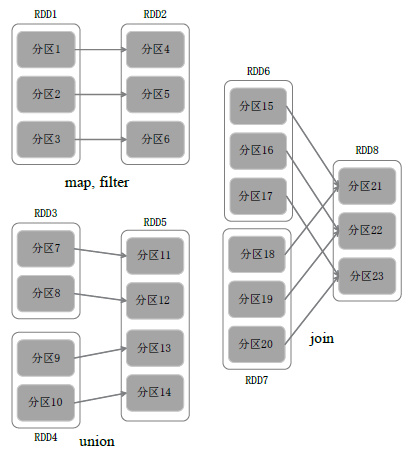 RDD1
分区1
分区2
分区3
RDD2
分区4
分区5
分区6
map, filter
RDD3
分区7
分区8
分区9
分区10
RDD4
RDD5
分区11
分区12
分区13
分区14
union
RDD6
分区15
分区16
分区17
分区18
分区19
分区20
RDD7
RDD8
分区21
分区22
分区23
join